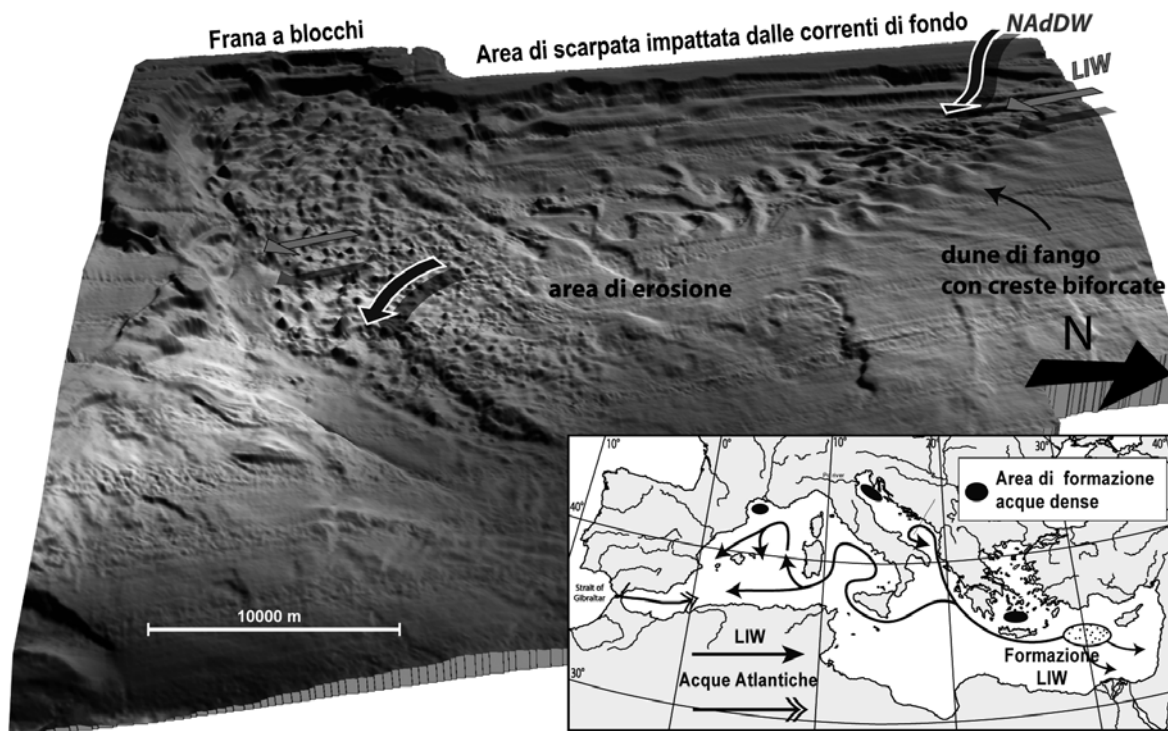 Frana a blocchi
Area di scarpata impattata dalle correnti di fondo
NAdDW
LIW
dune di fango
con creste biforcate
area di erosione
N
10000 m
10°
0°
10°
20°
30°
40°
40°
30°
Area di formazione
acque dense
Strait of
Gibraltar
LIW
Acque Atlantiche
Formazione
LIW